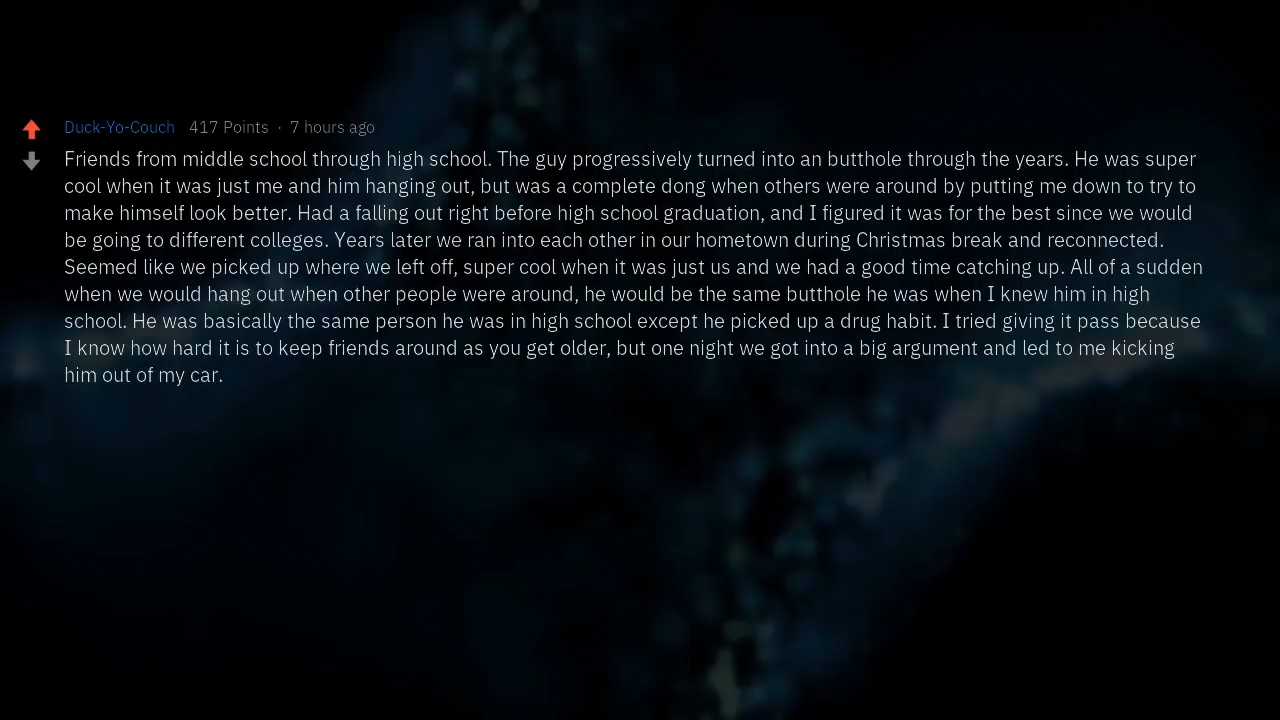 Duck-Yo-Couch 417 Points · 7 hours ago
Friends from middle school through high school. The guy progressively turned into an butthole through the years. He was super
cool when it was just me and him hanging out, but was a complete dong when others were around by putting me down to try to
make himself look better. Had a falling out right before high school graduation, and I figured it was for the best since we would
be going to different colleges. Years later we ran into each other in our hometown during Christmas break and reconnected.
Seemed like we picked up where we left off, super cool when it was just us and we had a good time catching up. All of a sudden
when we would hang out when other people were around, he would be the same butthole he was when I knew him in high
school. He was basically the same person he was in high school except he picked up a drug habit. I tried giving it pass because
I know how hard it is to keep friends around as you get older, but one night we got into a big argument and led to me kicking
him out of my car.